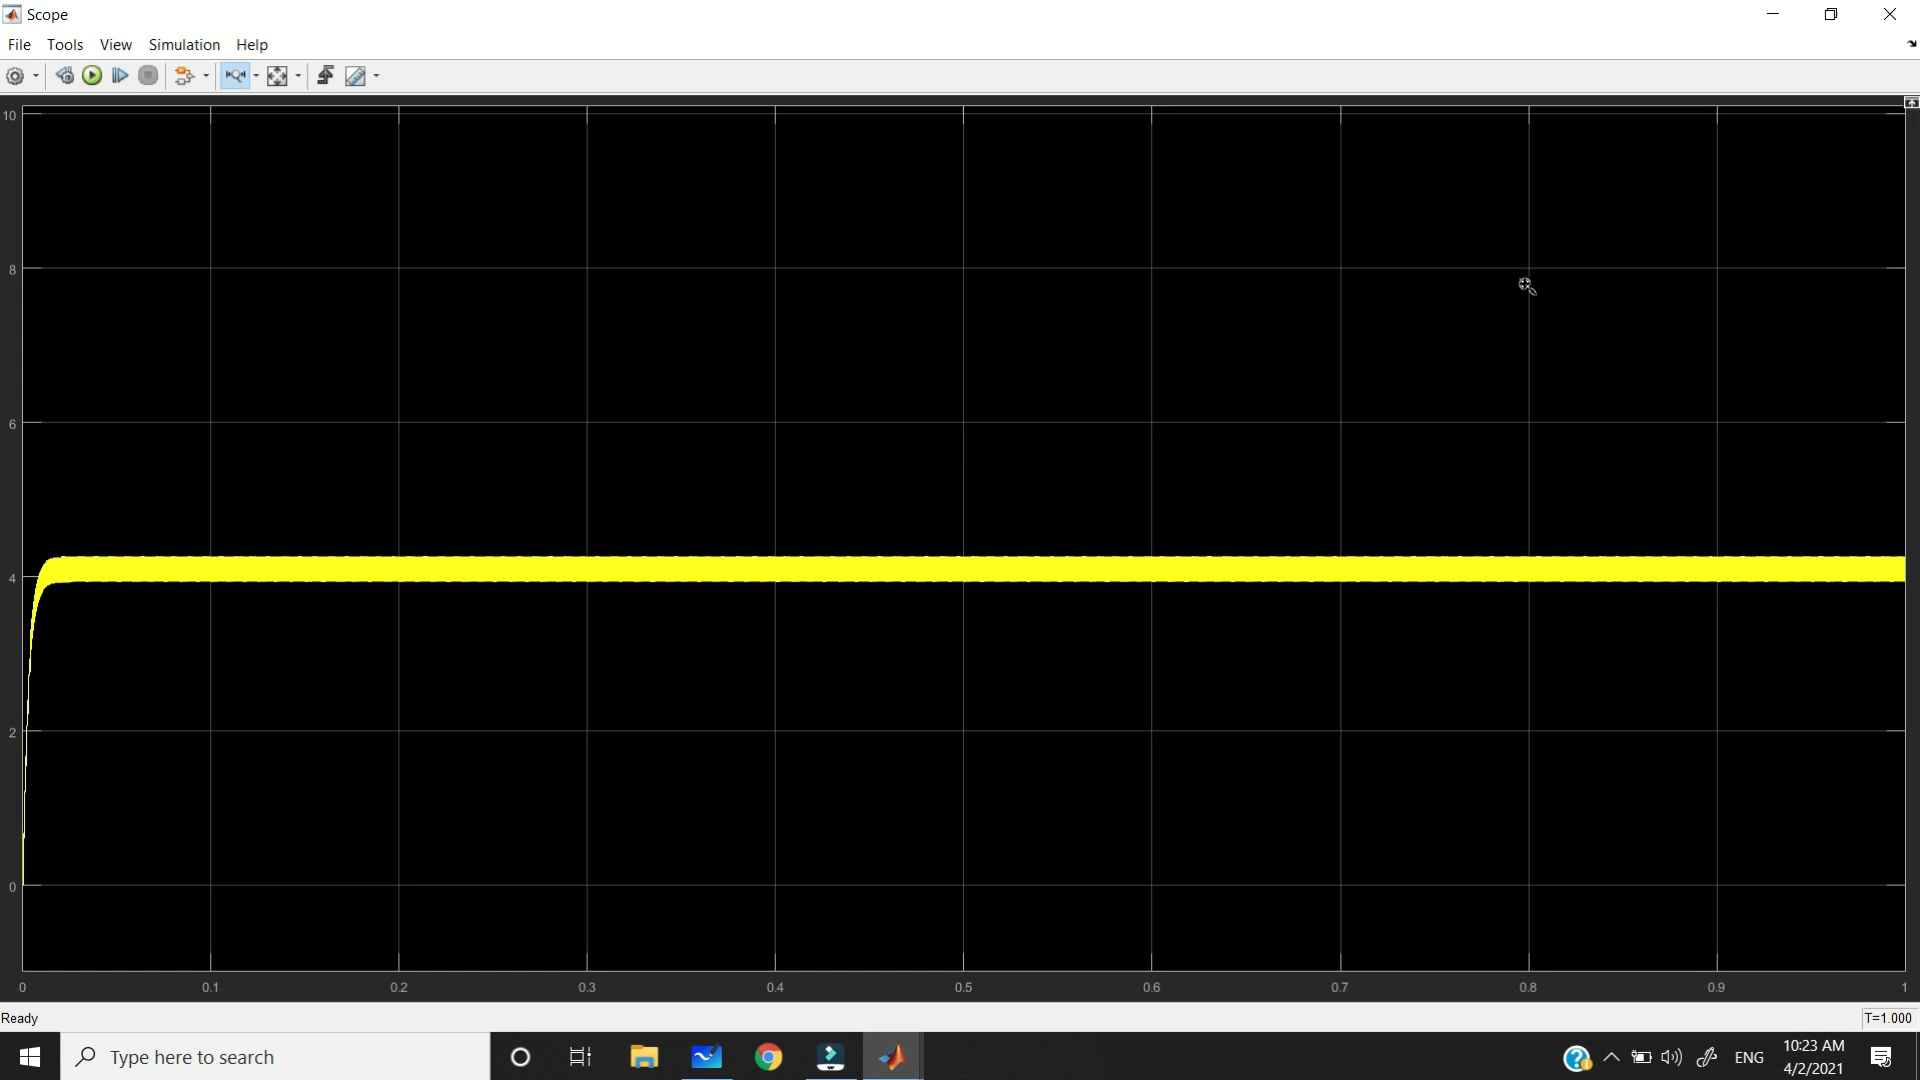 Scope
File Tools View Simulation Help
10
8
6
4
2
0
0 0.1 0.2 0.3 0.4 0.5 0.6 0.7 0.8 0.9 1
Ready T=1.000
Type here to search ENG 10:23 AM
4/2/2021